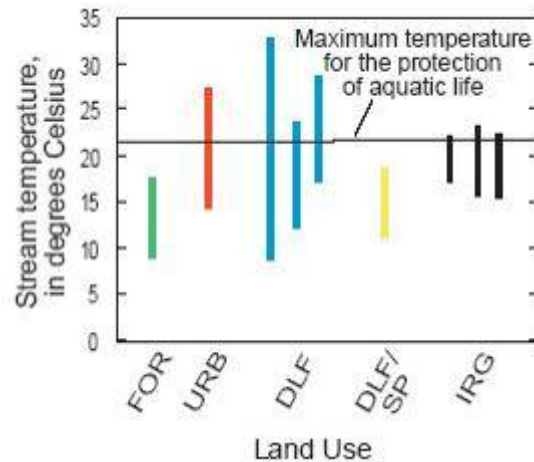 Stream temperature,
in degrees Celsius
35
30
25
20
15
10
5
0
Maximum temperature
for the protection
of aquatic life
FOR
URB
DLF
DLF/
SP
IRG
Land Use